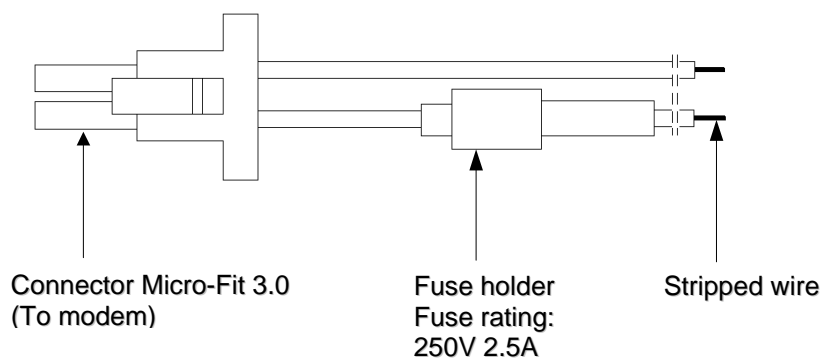 Connector Micro-Fit 3.0
(To modem)
Fuse holder
Fuse rating:
250V 2.5A
Stripped wire